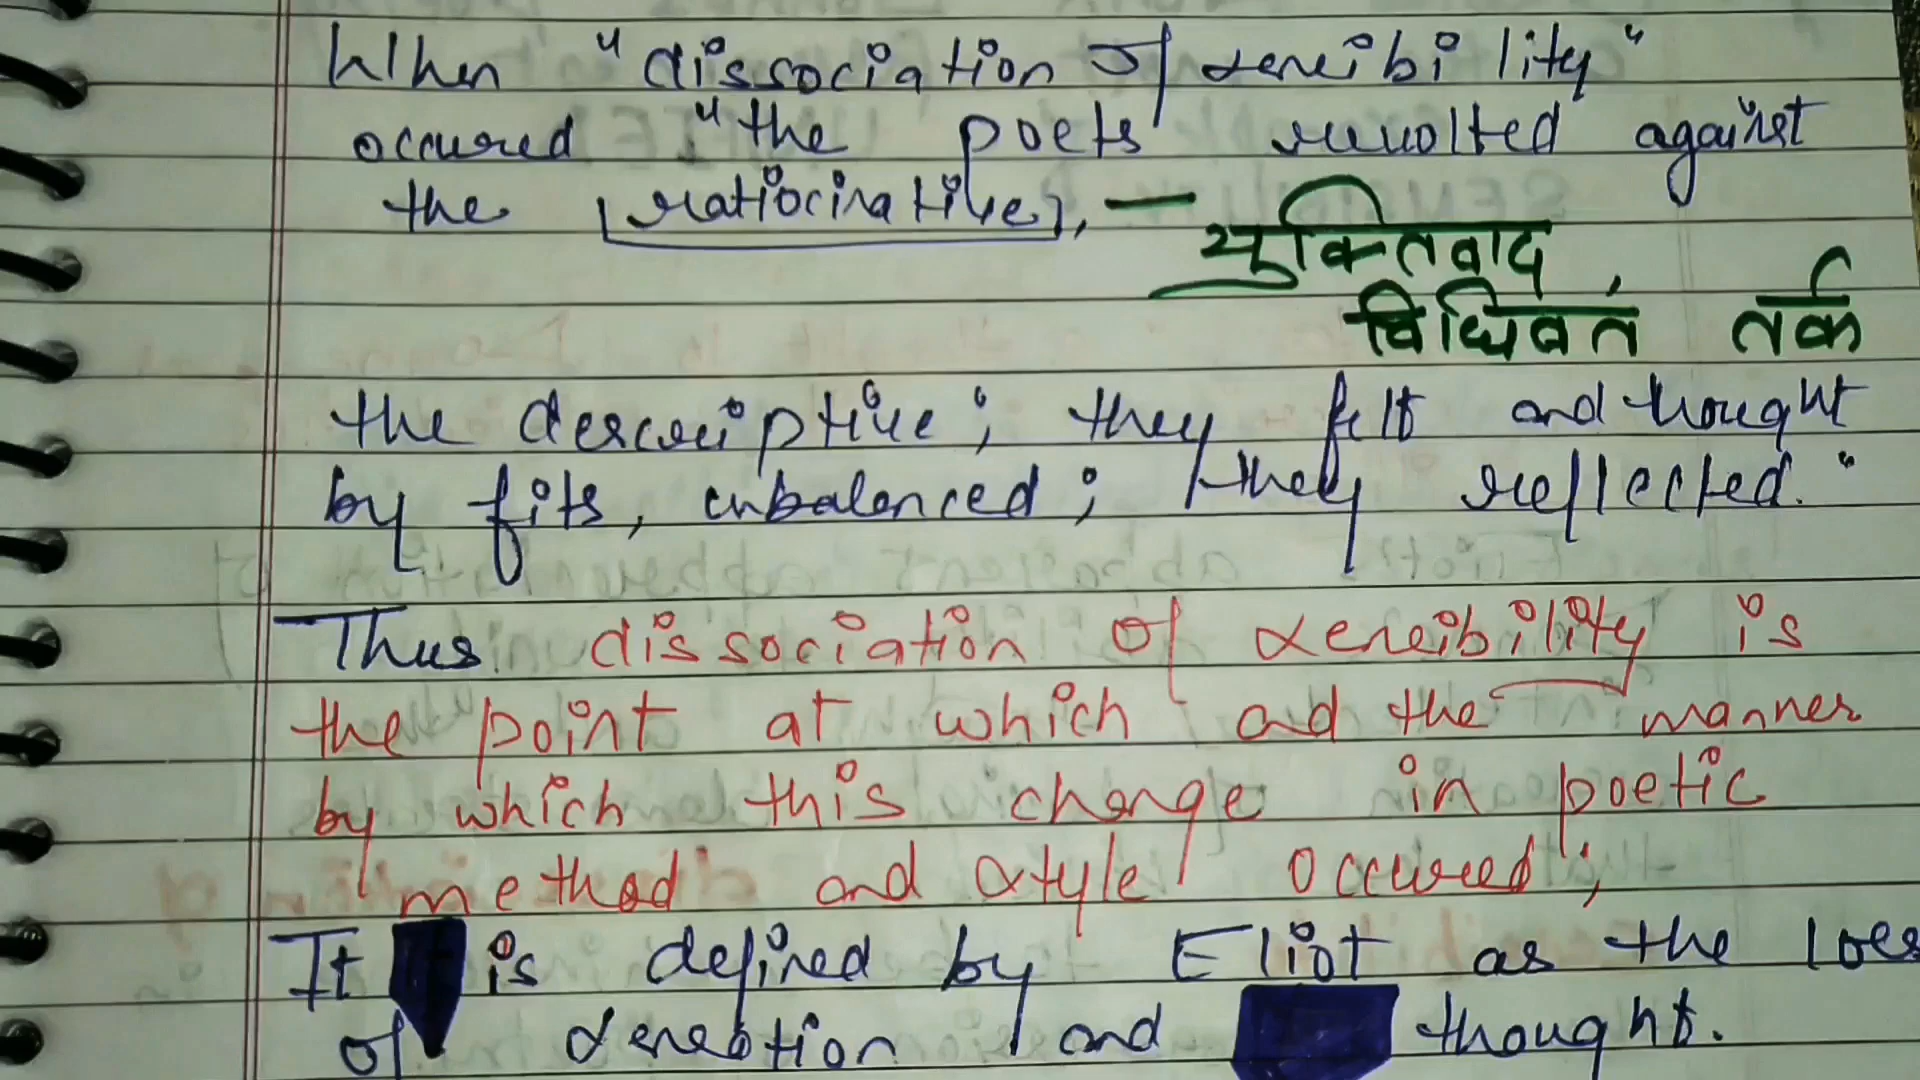 When "dissociation of sensibility"
occured "the poets revolted against
the [ratiocinative], —
युक्तिवाद,
विधिवत तर्क
the descriptive; they felt and thought
by fits, unbalanced; they reflected."
Thus dissociation of sensibility is
the point at which and the manner
by which this change in poetic
method and style occured;
It is defined by Eliot as the loss
of sensation and thought.